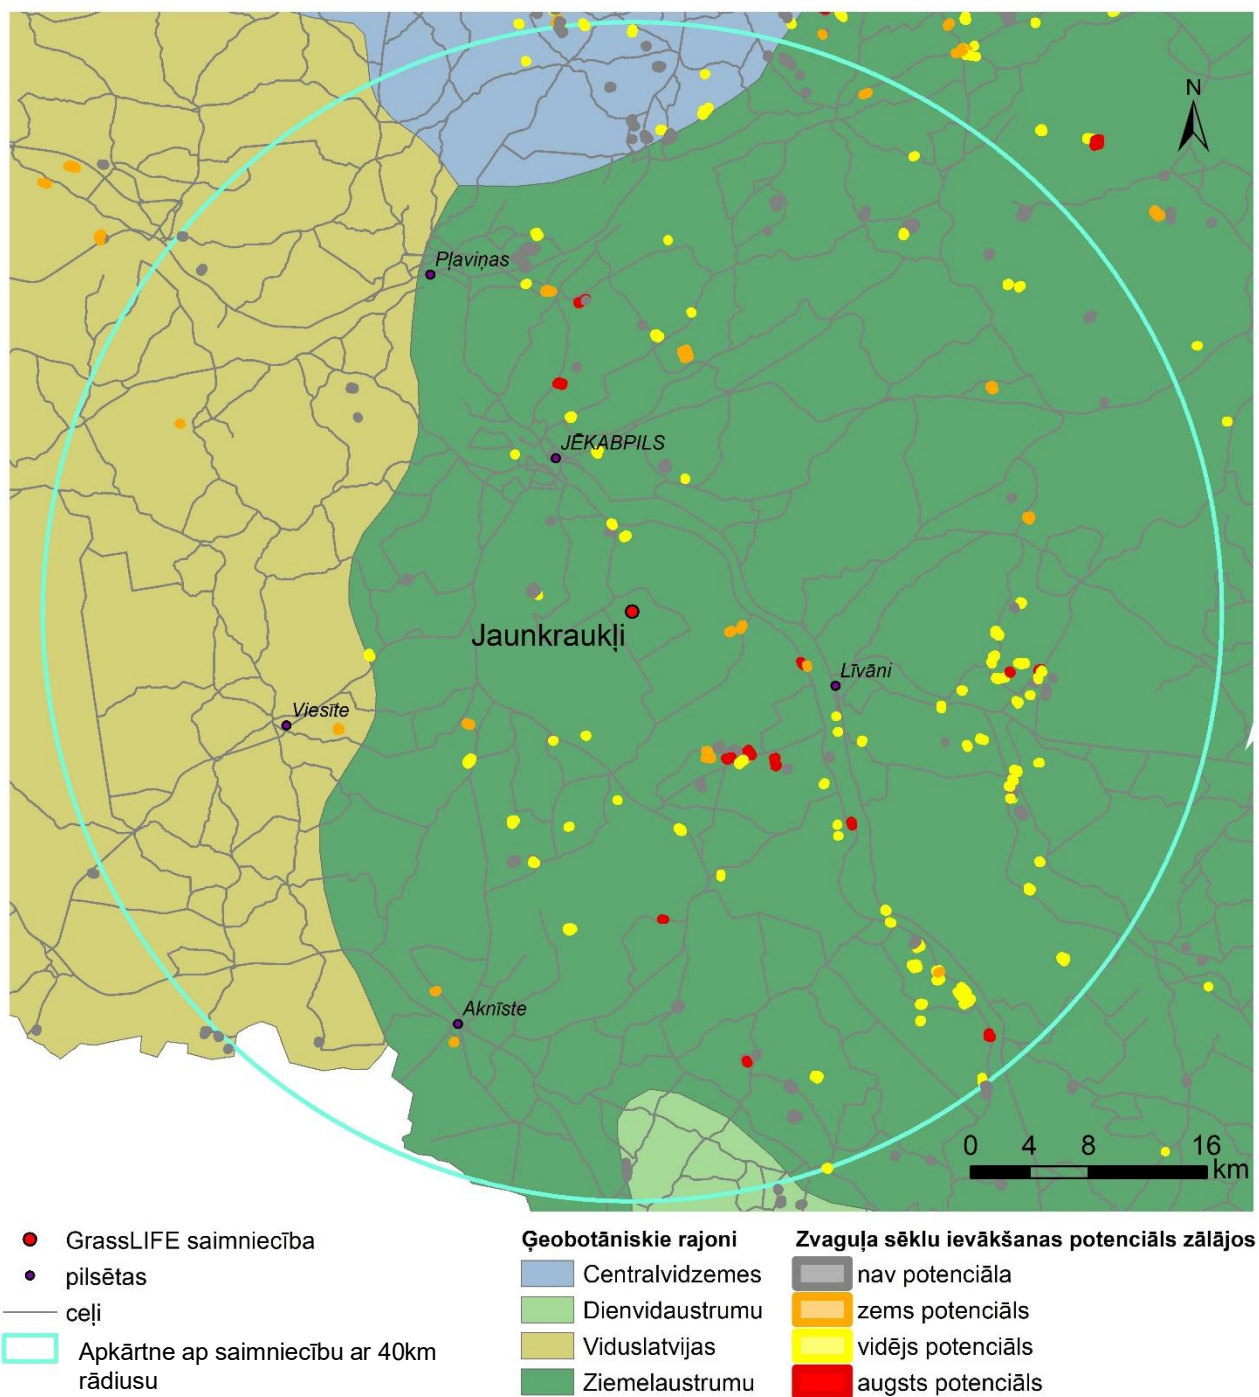 N
Pļaviņas
JĒKABPILS
Jaunkraukļi
Līvāni
Viesīte
Aknīste
0 4 8 16
km
GrassLIFE saimniecība
pilsētas
ceļi
Apkārtne ap saimniecību ar 40km
rādiusu
Ģeobotāniskie rajoni
Centralvidzemes
Dienvidaustrumu
Viduslatvijas
Ziemelaustrumu
Zvaguļa sēklu ievākšanas potenciāls zālājos
nav potenciāla
zems potenciāls
vidējs potenciāls
augsts potenciāls